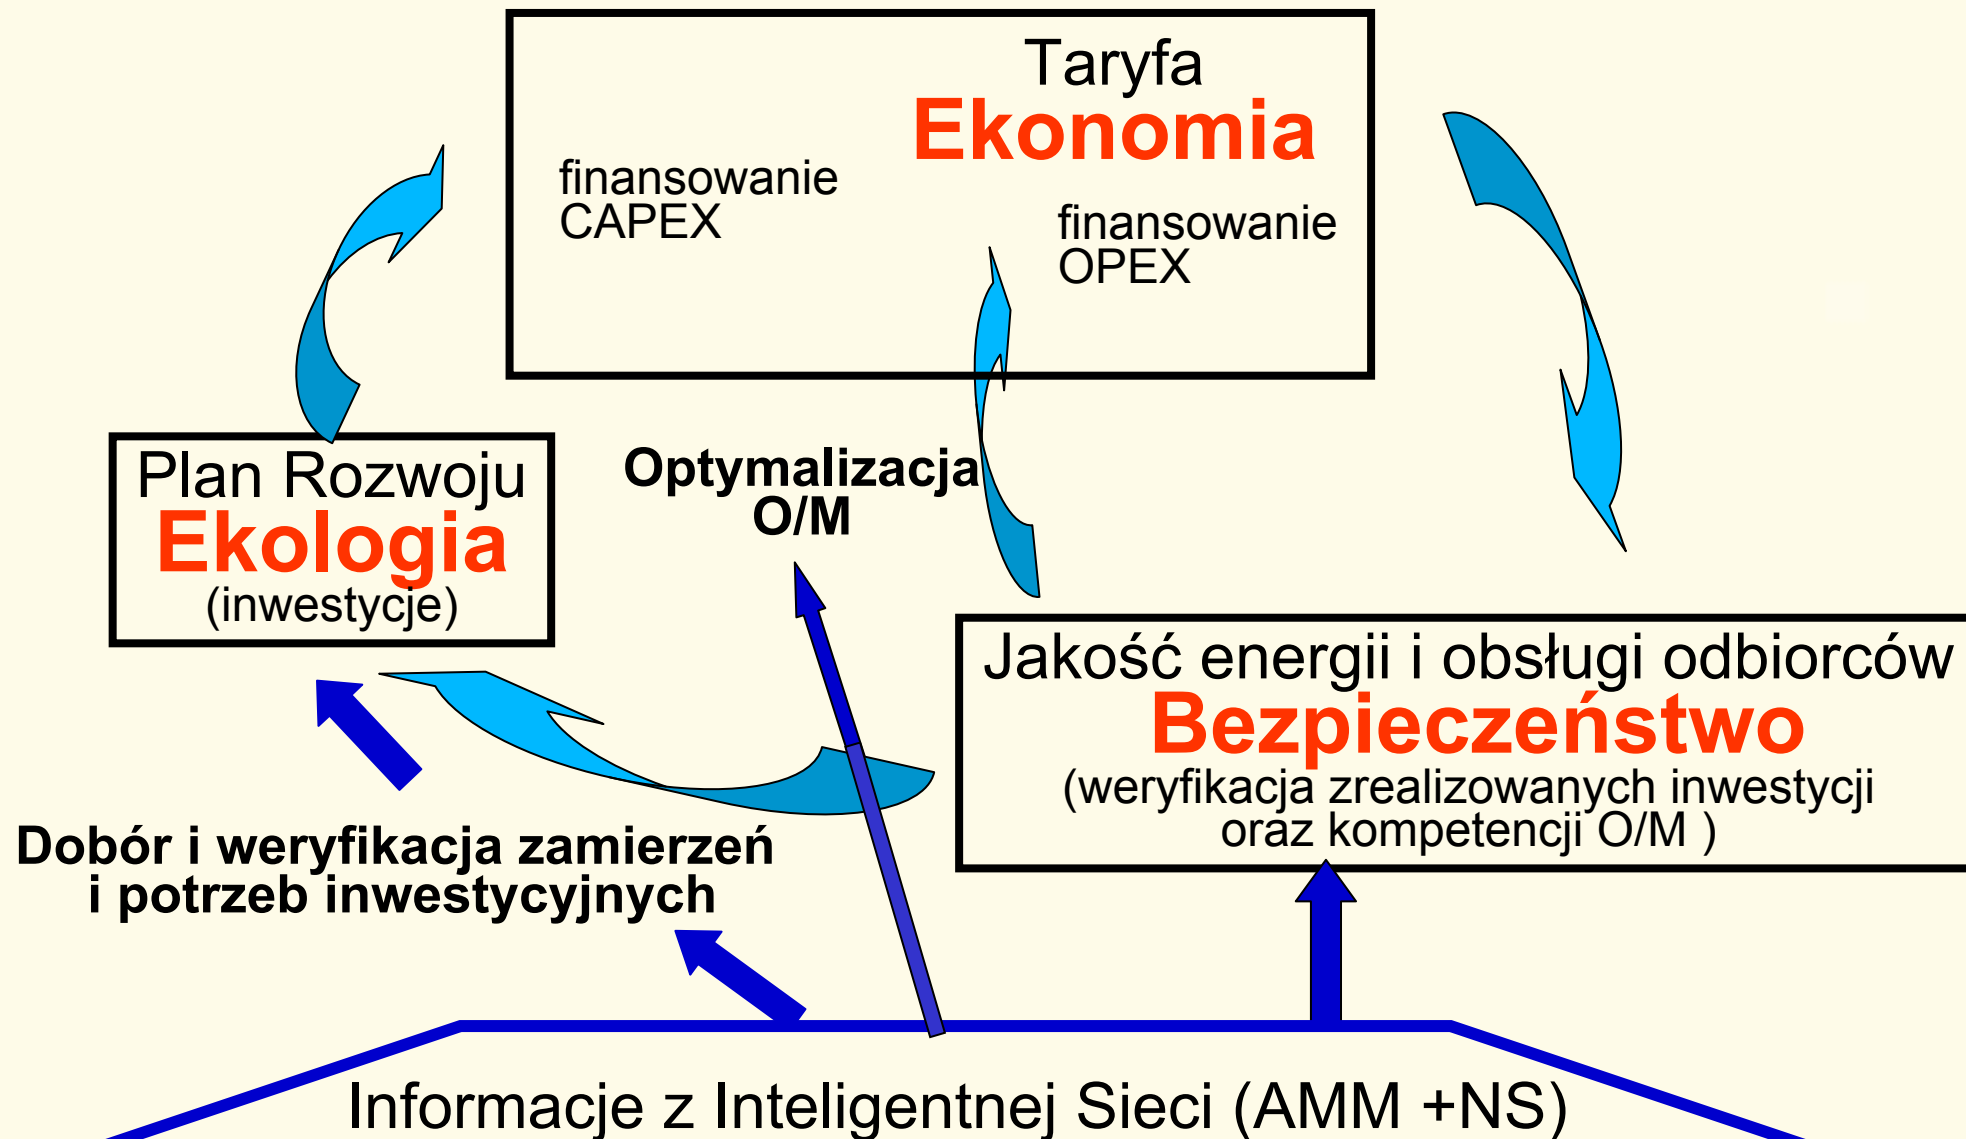 Taryfa
Ekonomia
finansowanie
CAPEX
finansowanie
OPEX
Plan Rozwoju
Ekologia
(inwestycje)
Optymalizacja
O/M
Jakość energii i obsługi odbiorców
Bezpieczeństwo
(weryfikacja zrealizowanych inwestycji
oraz kompetencji O/M )
Dobór i weryfikacja zamierzeń
i potrzeb inwestycyjnych
Informacje z Inteligentnej Sieci (AMM +NS)